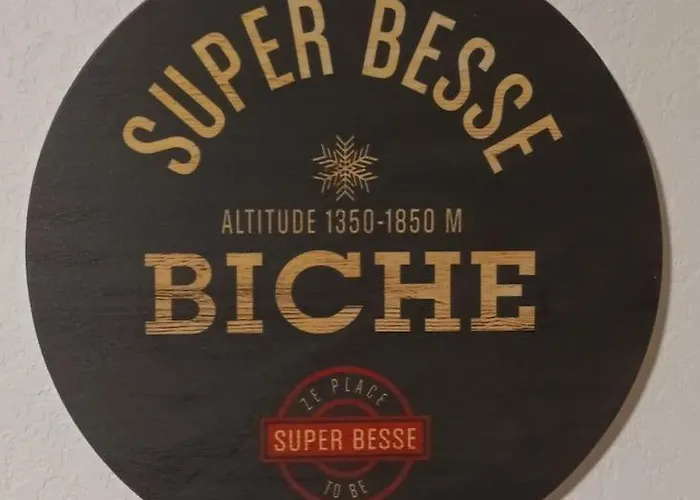 SUPER BESSE
ALTITUDE 1350-1850 M
BICHE
ZE PLACE
SUPER BESSE
TO BE